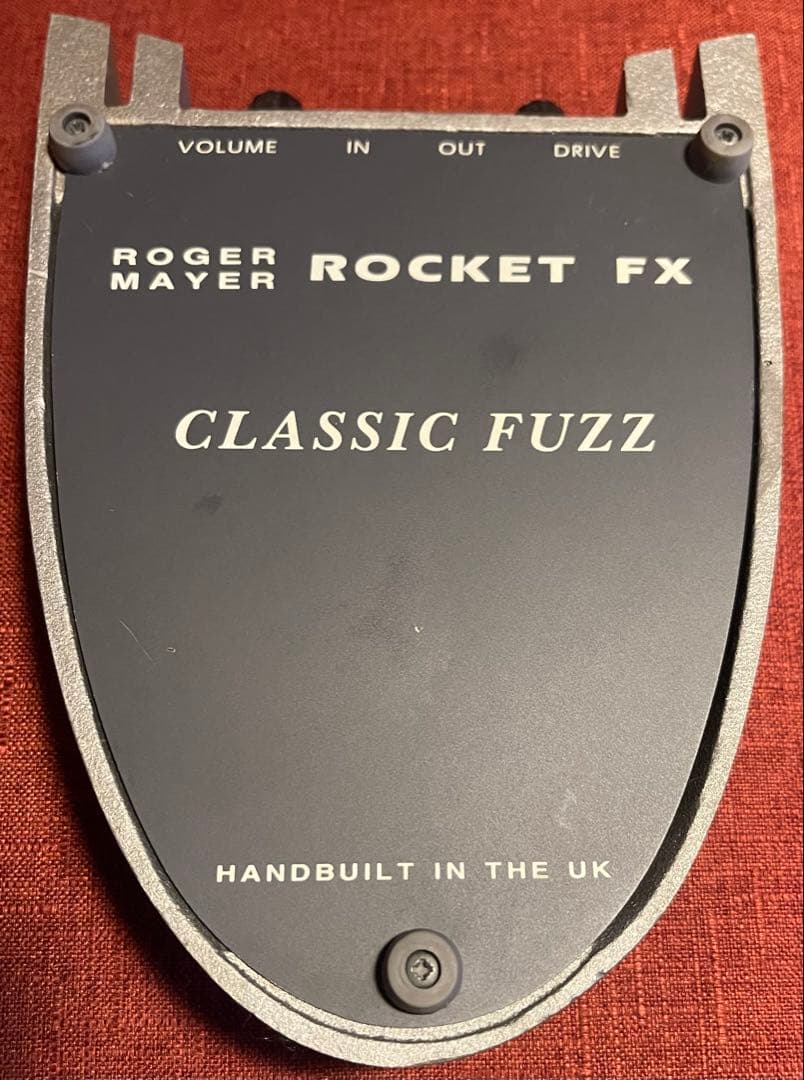 VOLUME IN OUT DRIVE
ROGER
MAYER
ROCKET FX
CLASSIC FUZZ
HANDBUILT IN THE UK